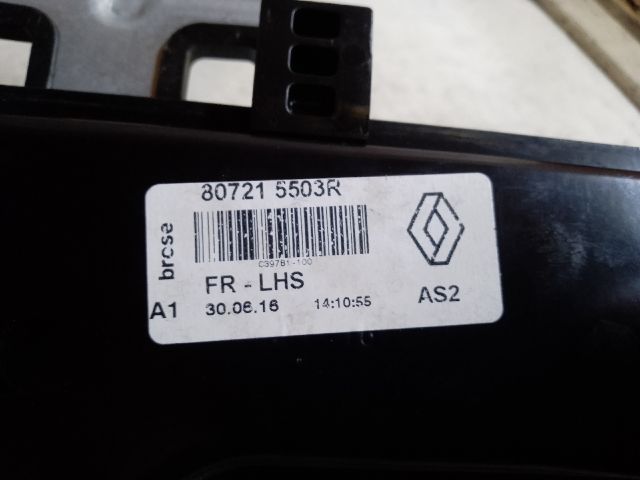 80721 5503R
brose
C39781-100
FR - LHS
A1 30.06.16 14:10:55 AS2